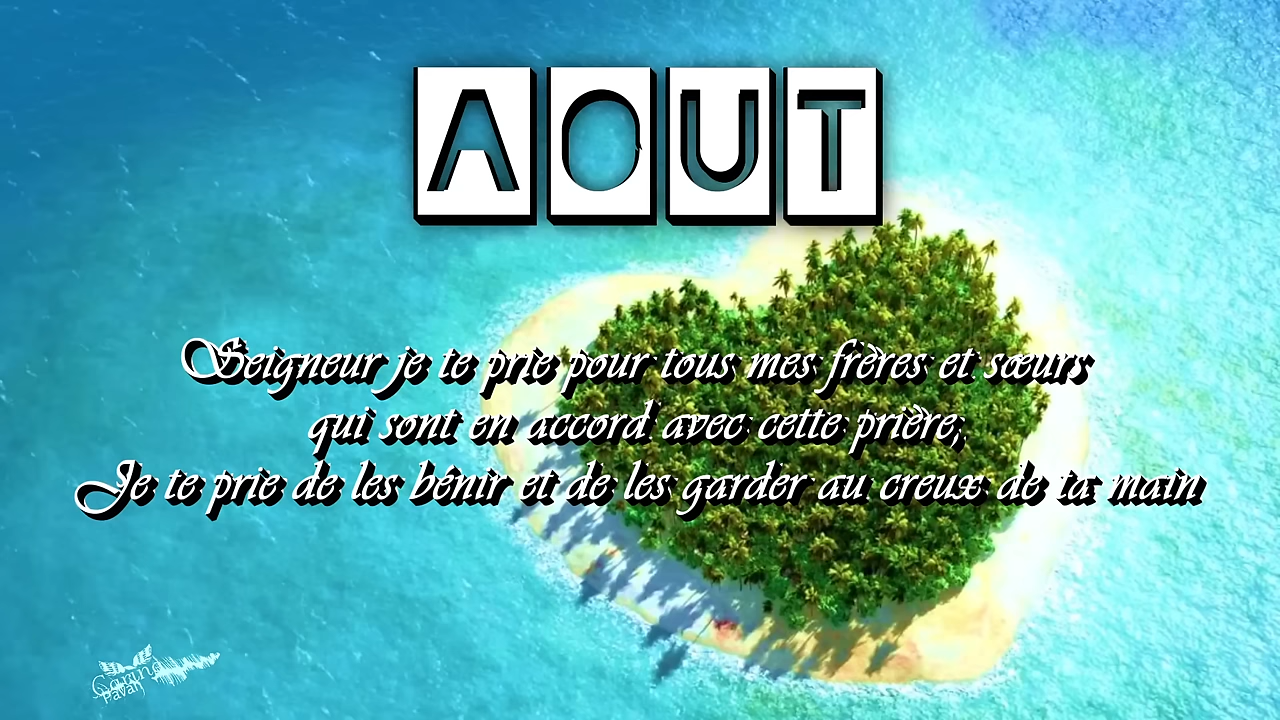 AOUT
Seigneur je te prie pour tous mes frères et sœurs
qui sont en accord avec cette prière;
Je te prie de les bénir et de les garder au creux de ta main
Pavan